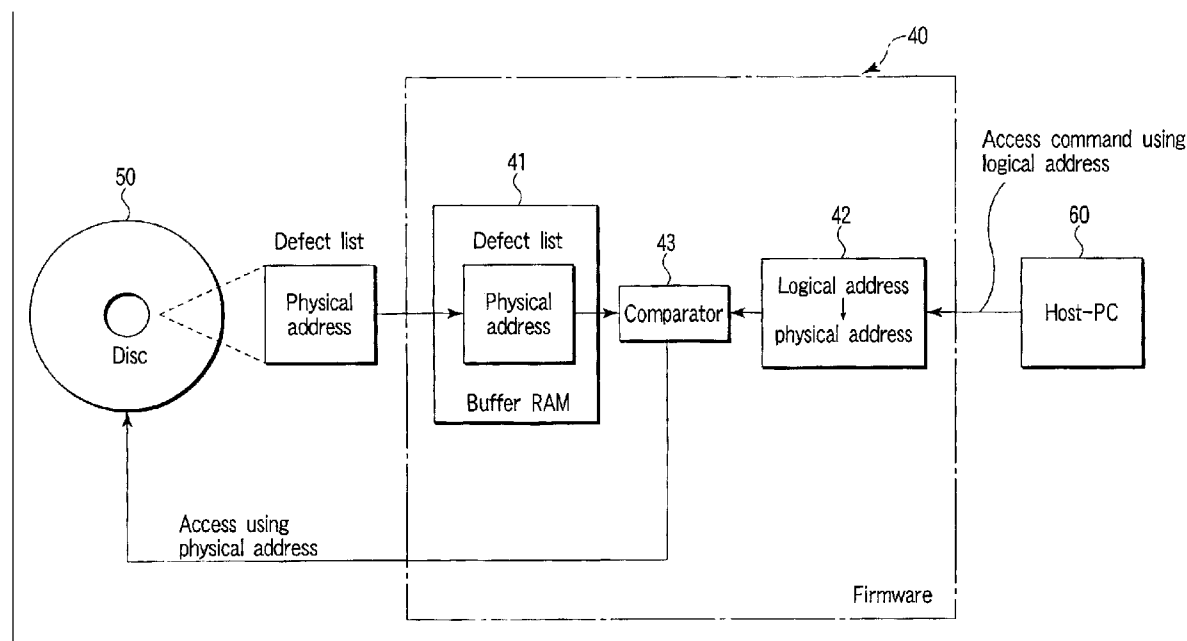 40
Access command using
logical address
50
41
42
60
43
Defect list
Defect list
Physical
address
Physical
address
Comparator
Logical address
physical address
Host-PC
Disc
Buffer RAM
Access using
physical address
Firmware